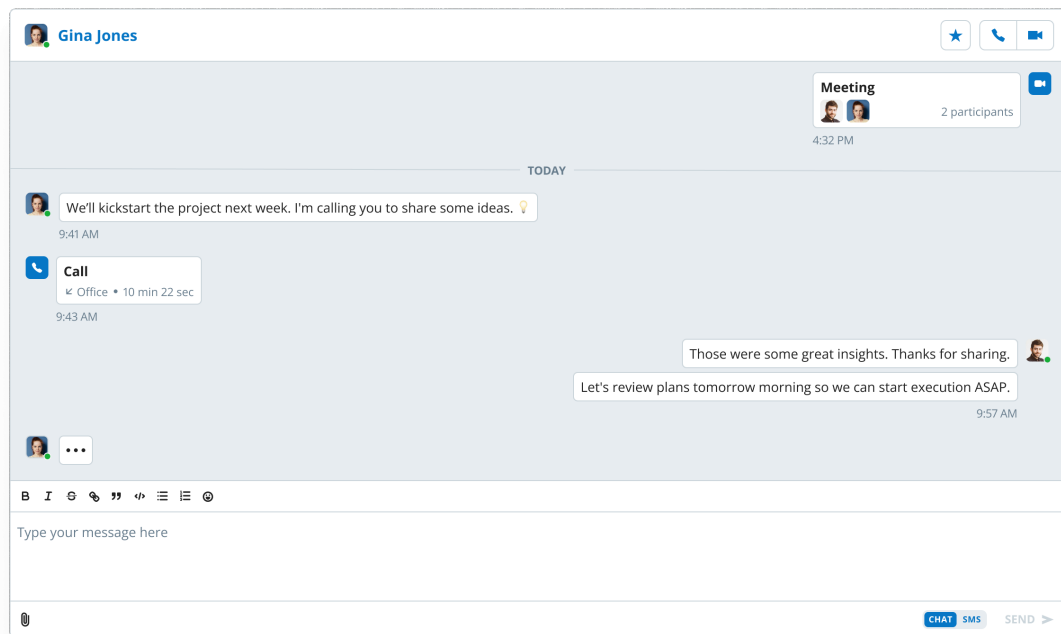 Gina Jones
Meeting
2 participants
4:32 PM
TODAY
We'll kickstart the project next week. I'm calling you to share some ideas. 💡
9:41 AM
Call
Office • 10 min 22 sec
9:43 AM
Those were some great insights. Thanks for sharing.
Let's review plans tomorrow morning so we can start execution ASAP.
9:57 AM
•••
B I S
Type your message here
CHAT SMS SEND